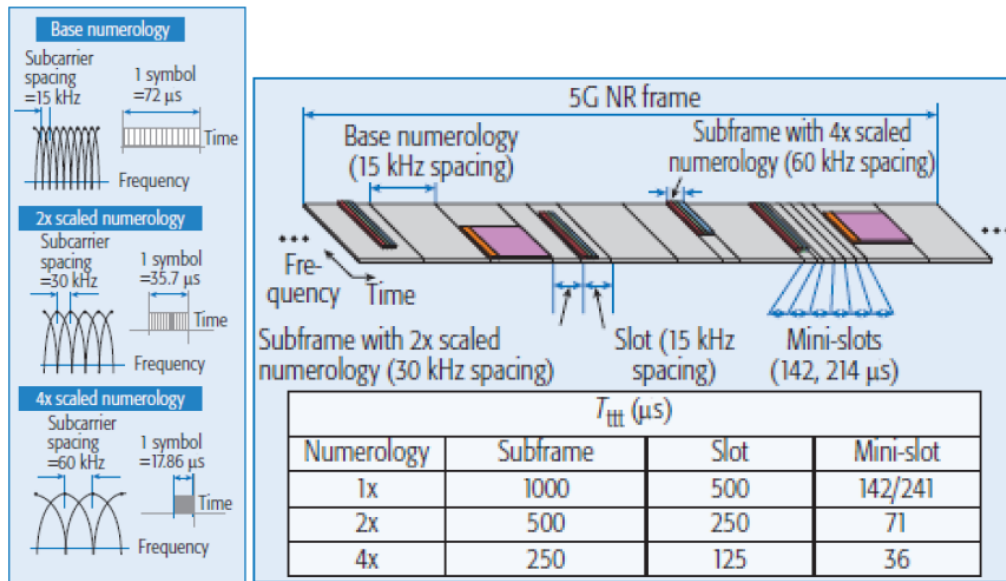 Base numerology
Subcarrier
spacing
=15 kHz
1 symbol
=72 µs
Time
Frequency
2x scaled numerology
Subcarrier
spacing
=30 kHz
1 symbol
=35.7 µs
Time
Frequency
4x scaled numerology
Subcarrier
spacing
=60 kHz
1 symbol
=17.86 µs
Time
Frequency
5G NR frame
Base numerology
(15 kHz spacing)
Subframe with 4x scaled
numerology (60 kHz spacing)
•••
•••
Fre-
quency
Time
Subframe with 2x scaled
numerology (30 kHz spacing)
Slot (15 kHz
spacing)
Mini-slots
(142, 214 µs)
Tttt (µs)
Numerology Subframe Slot Mini-slot
1x 1000 500 142/241
2x 500 250 71
4x 250 125 36